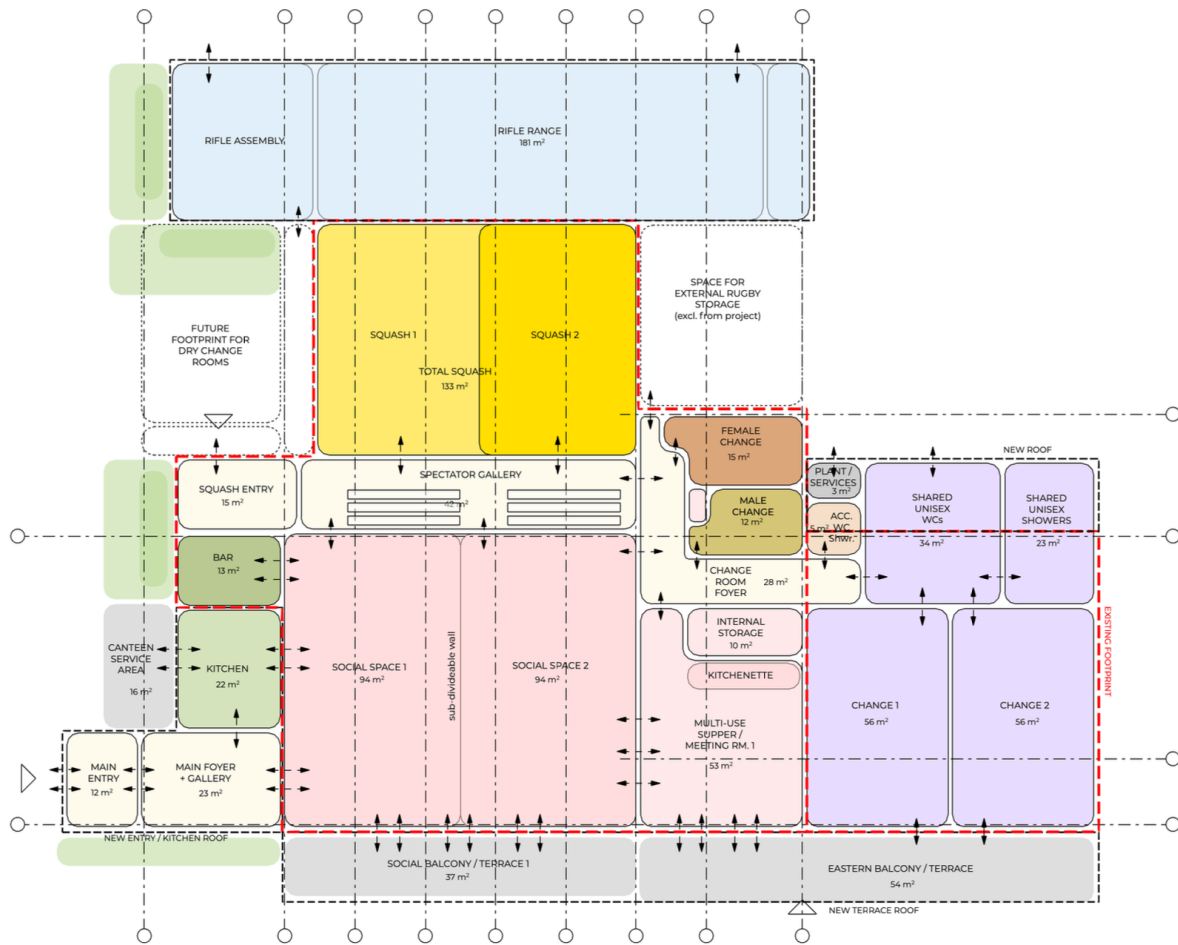 RIFLE ASSEMBLY
RIFLE RANGE
181 m²
SPACE FOR
EXTERNAL RUGBY
STORAGE
(excl. from project)
FUTURE
FOOTPRINT FOR
DRY CHANGE
ROOMS
SQUASH 1
SQUASH 2
TOTAL SQUASH
133 m²
FEMALE
CHANGE
15 m²
NEW ROOF
SQUASH ENTRY
15 m²
SPECTATOR GALLERY
42 m²
MALE
CHANGE
12 m²
PLANT /
SERVICES
3 m²
ACC.
WC
Shwr.
5 m²
SHARED
UNISEX
WCs
34 m²
SHARED
UNISEX
SHOWERS
23 m²
BAR
13 m²
CHANGE
ROOM
FOYER
28 m²
CANTEEN
SERVICE
AREA
16 m²
KITCHEN
22 m²
SOCIAL SPACE 1
94 m²
sub-divideable wall
SOCIAL SPACE 2
94 m²
INTERNAL
STORAGE
10 m²
KITCHENETTE
EXISTING FOOTPRINT
MULTI-USE
SUPPER /
MEETING RM. 1
53 m²
CHANGE 1
56 m²
CHANGE 2
56 m²
MAIN
ENTRY
12 m²
MAIN FOYER
+ GALLERY
23 m²
NEW ENTRY / KITCHEN ROOF
SOCIAL BALCONY / TERRACE 1
37 m²
EASTERN BALCONY / TERRACE
54 m²
NEW TERRACE ROOF